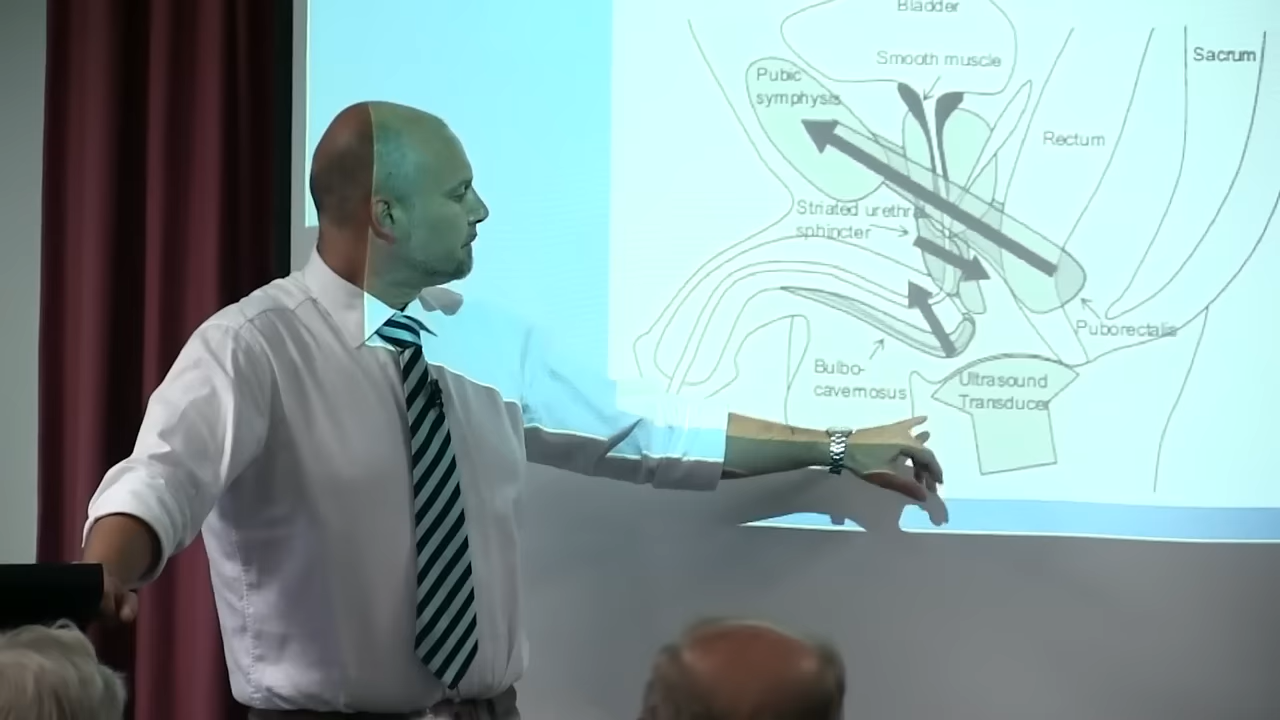 Bladder
Smooth muscle
Sacrum
Pubic
symphysis
Rectum
Striated urethral
sphincter
Puborectalis
Bulbo-
cavernosus
Ultrasound
Transducer